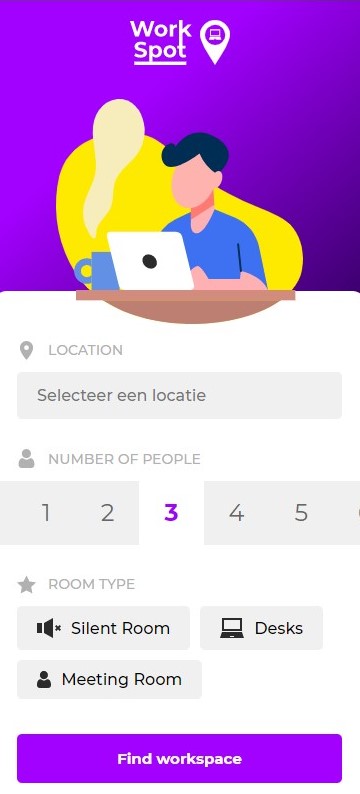 Work
Spot
LOCATION
Selecteer een locatie
NUMBER OF PEOPLE
1 2 3 4 5
ROOM TYPE
Silent Room Desks
Meeting Room
Find workspace